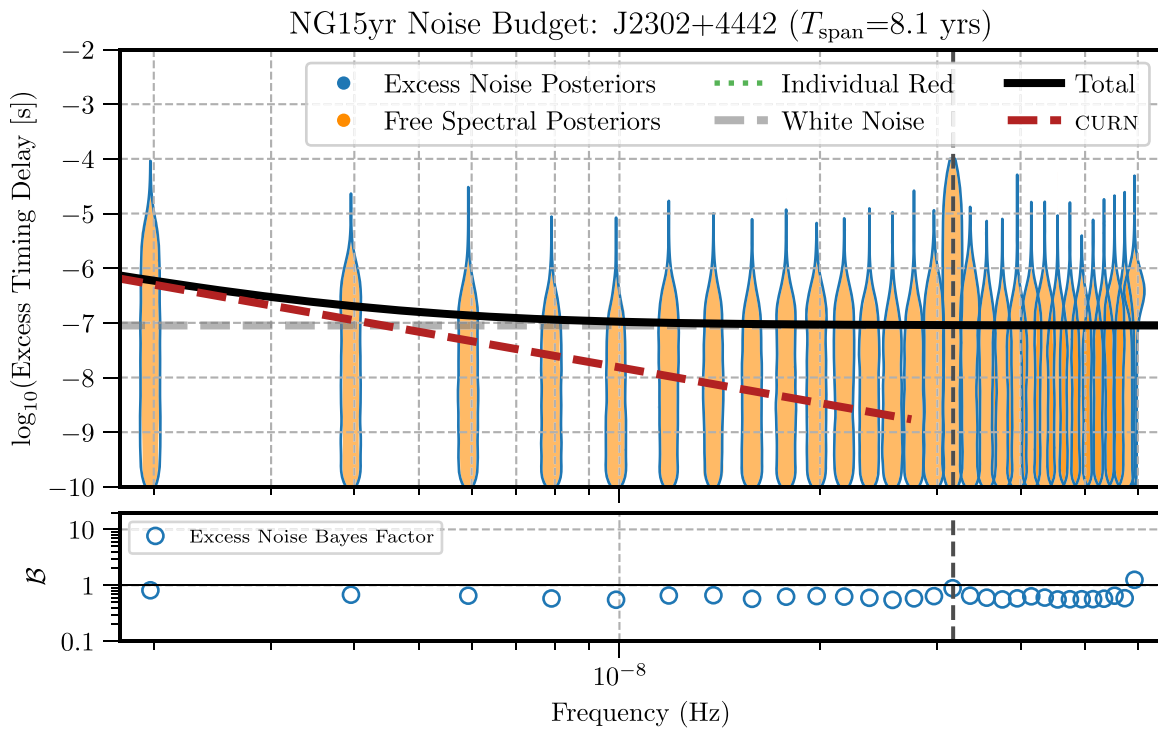 NG15yr Noise Budget: J2302+4442 (T_span=8.1 yrs)
Excess Noise Posteriors
Free Spectral Posteriors
Individual Red
White Noise
Total
CURN
log₁₀(Excess Timing Delay [s])
−2
−3
−4
−5
−6
−7
−8
−9
−10
Excess Noise Bayes Factor
ℬ
10
1
0.1
10⁻⁸
Frequency (Hz)